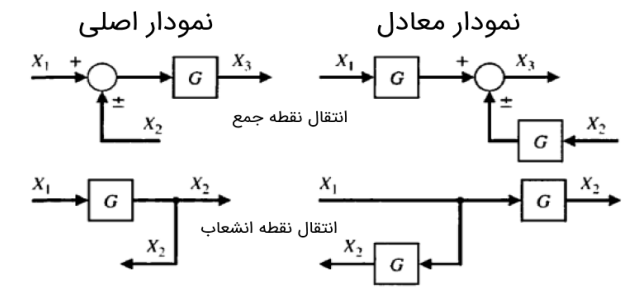 نمودار اصلی
نمودار معادل
X1 + G X3
± X2
X1 G + X3
± G X2
انتقال نقطه جمع
X1 G X2
X2
X1 G X2
X2 G
انتقال نقطه انشعاب